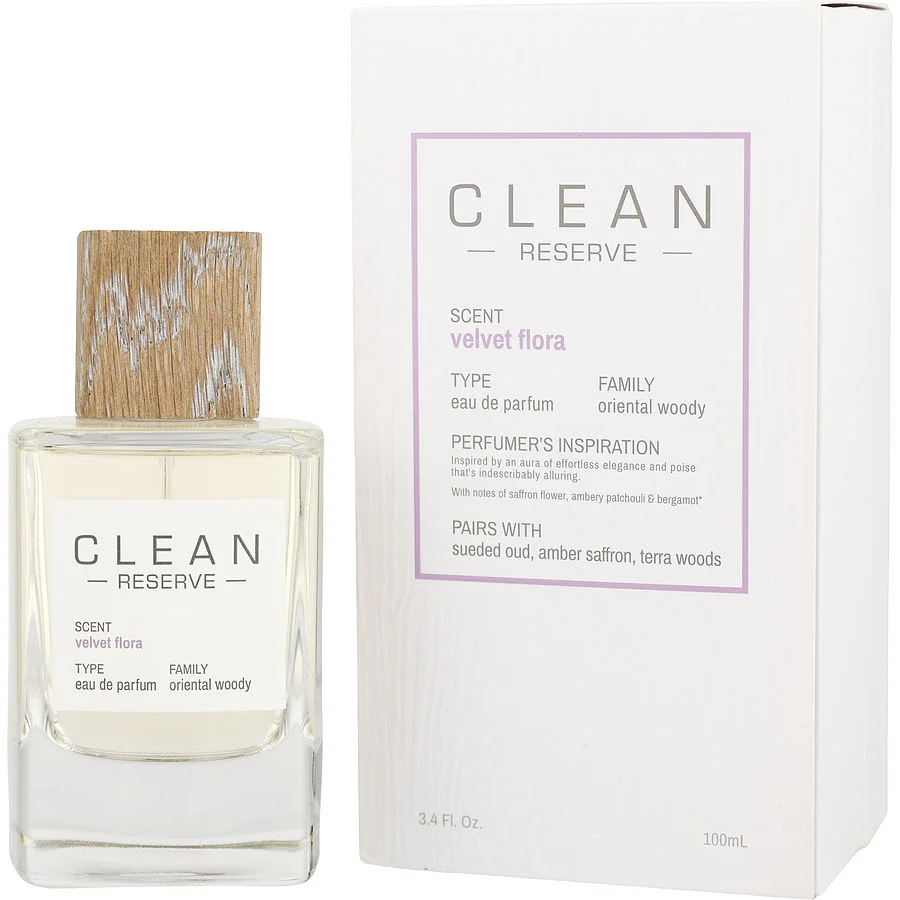 CLEAN
— RESERVE —
SCENT
velvet flora
TYPE FAMILY
eau de parfum oriental woody
CLEAN
— RESERVE —
SCENT
velvet flora
TYPE FAMILY
eau de parfum oriental woody
PERFUMER'S INSPIRATION
Inspired by an aura of effortless elegance and poise
that's indescribably alluring.
With notes of saffron flower, ambery patchouli & bergamot*
PAIRS WITH
sueded oud, amber saffron, terra woods
3.4 Fl. Oz.
100mL